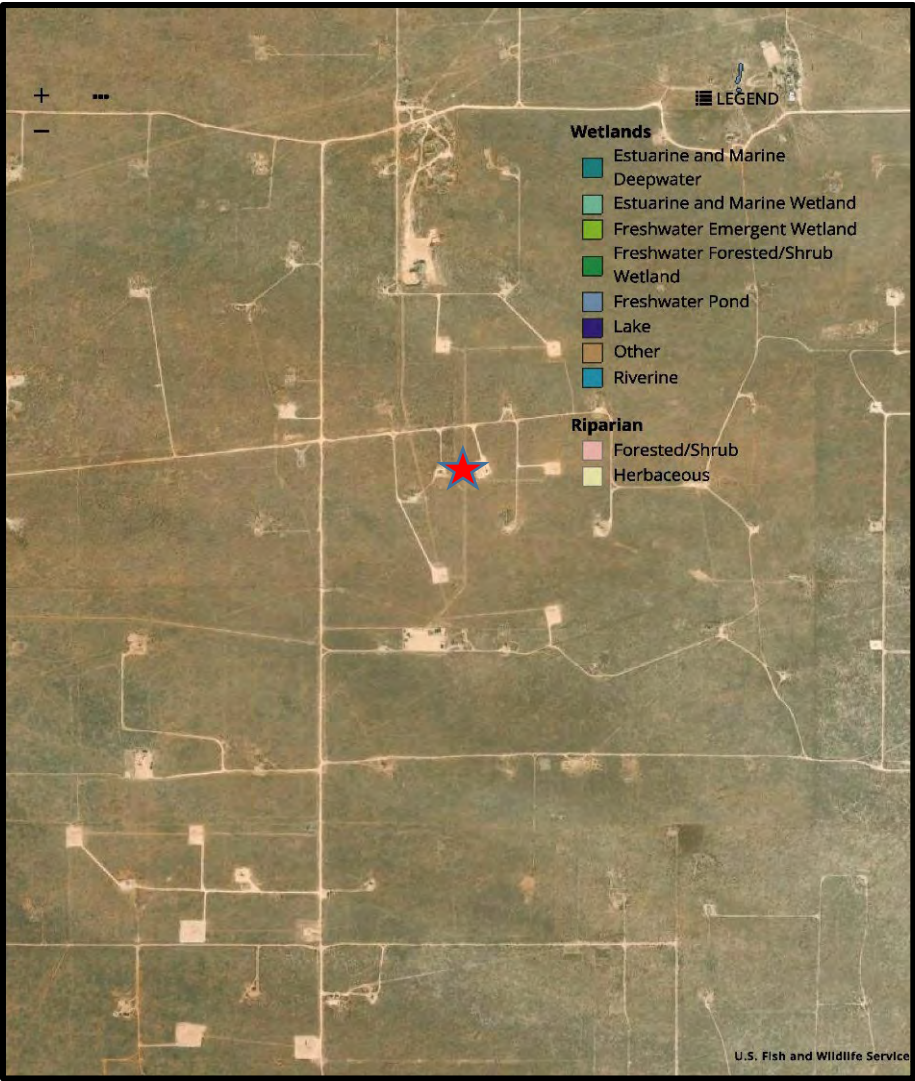 LEGEND
Wetlands
Estuarine and Marine
Deepwater
Estuarine and Marine Wetland
Freshwater Emergent Wetland
Freshwater Forested/Shrub
Wetland
Freshwater Pond
Lake
Other
Riverine
Riparian
Forested/Shrub
Herbaceous
U.S. Fish and Wildlife Service